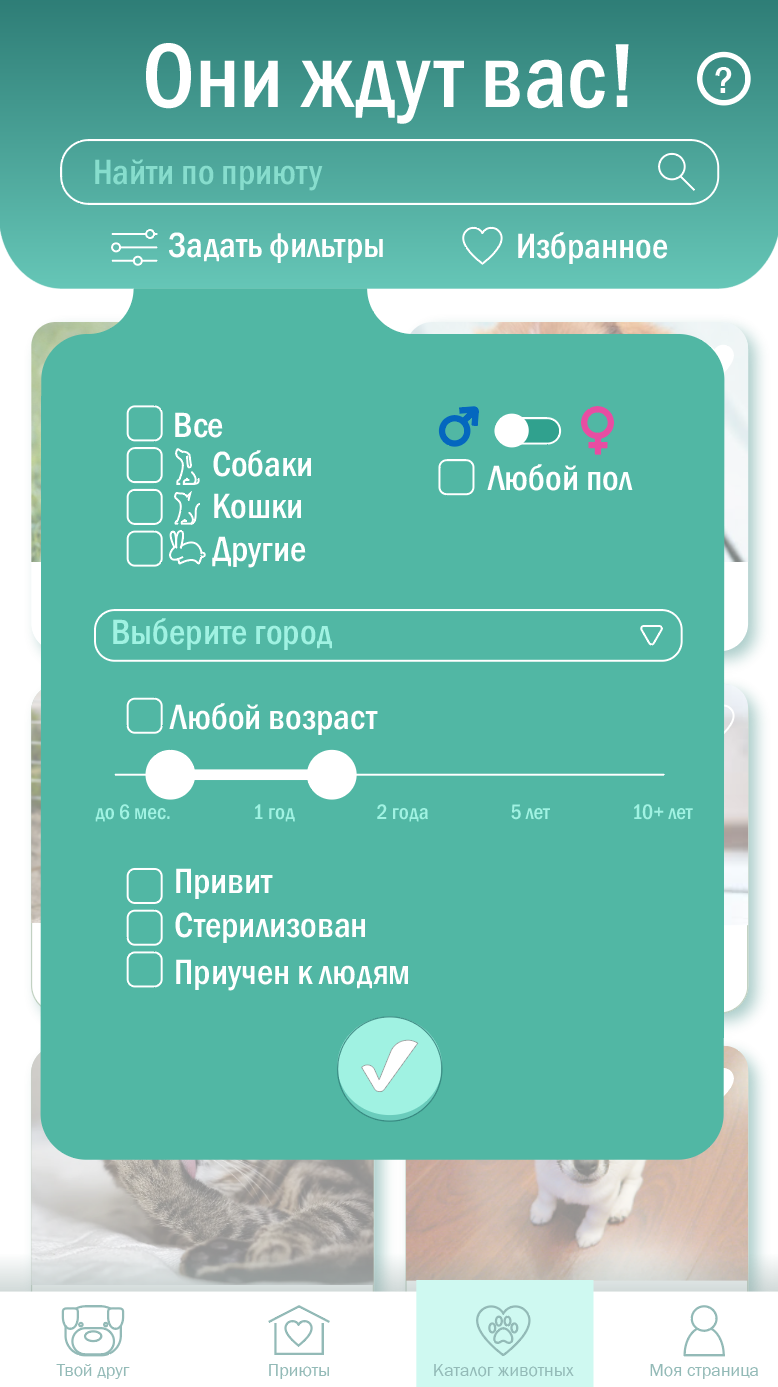 Они ждут вас!
?
Найти по приюту
Задать фильтры
Избранное
Все
Собаки
Кошки
Другие
Любой пол
Выберите город
Любой возраст
до 6 мес. 1 год 2 года 5 лет 10+ лет
Привит
Стерилизован
Приучен к людям
Твой друг Приюты Каталог животных Моя страница